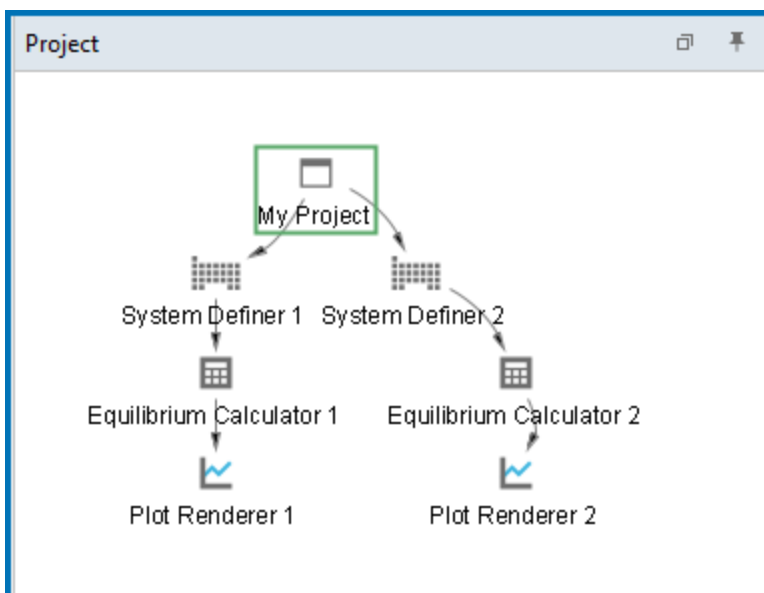 Project
My Project
System Definer 1 System Definer 2
Equilibrium Calculator 1 Equilibrium Calculator 2
Plot Renderer 1 Plot Renderer 2